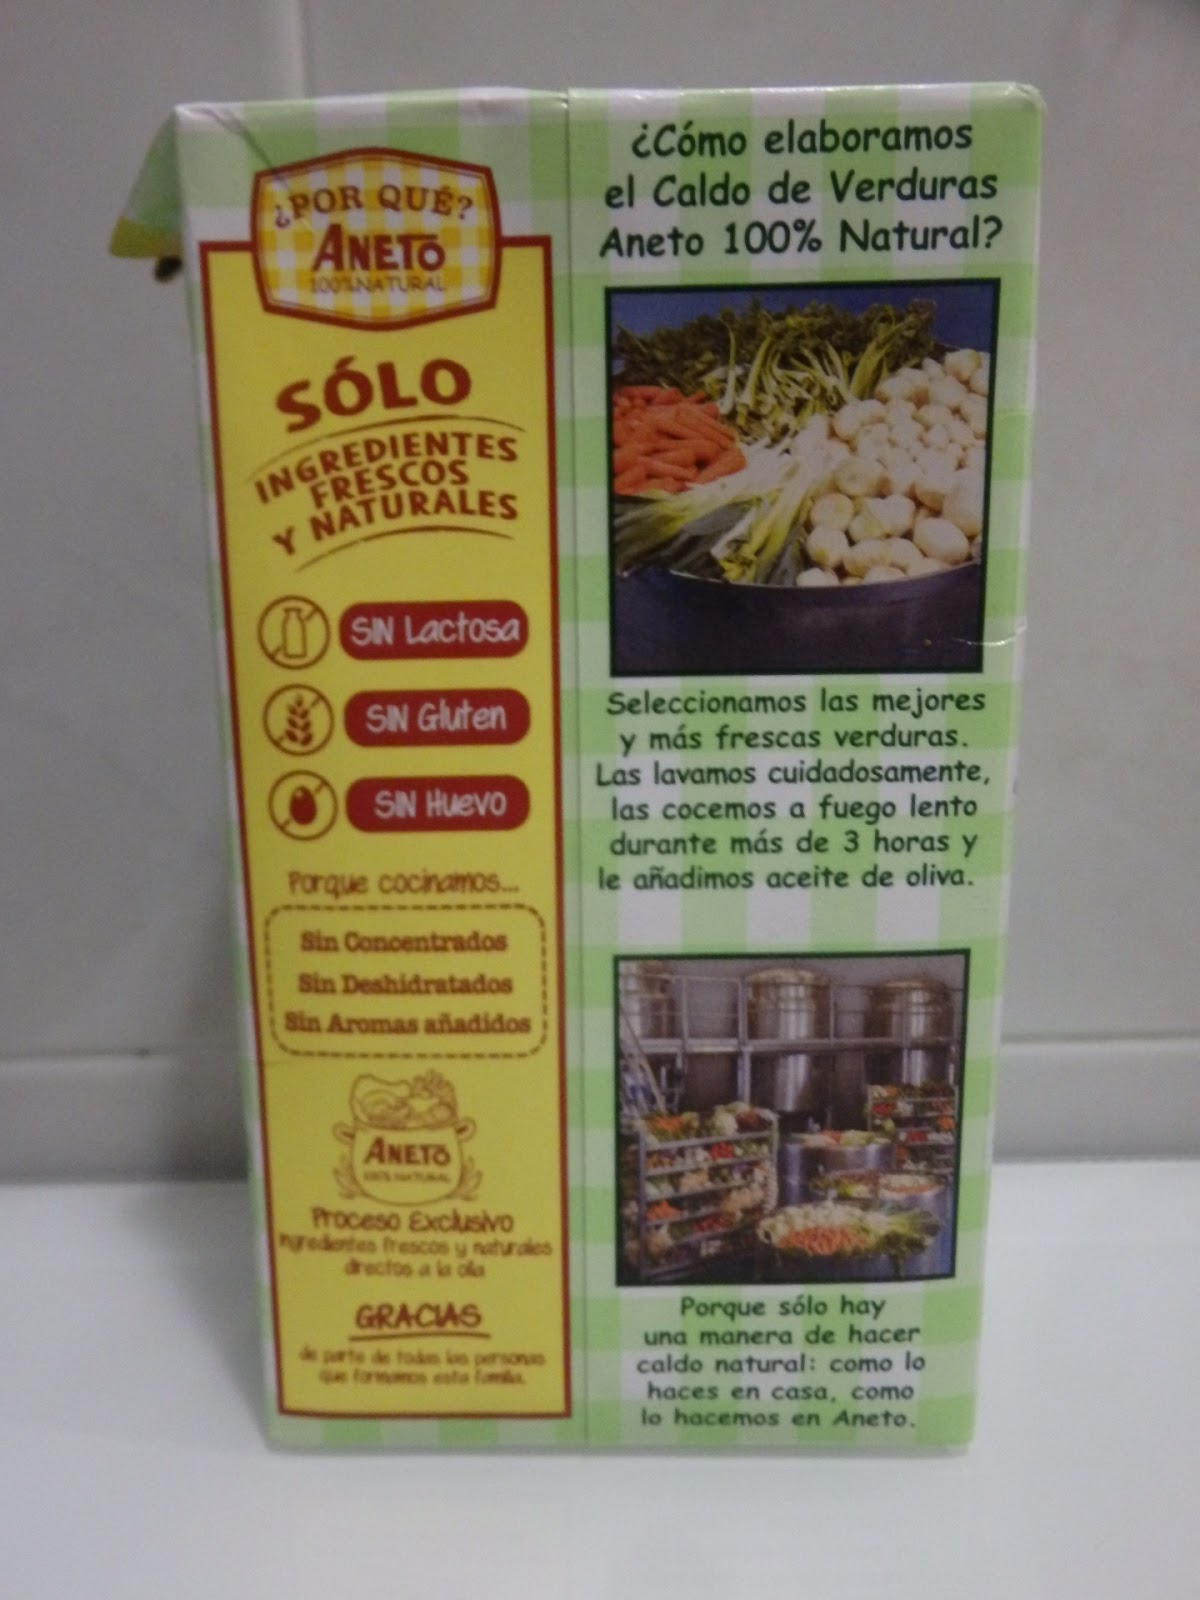 ¿POR QUÉ?
ANETO
100% NATURAL
SÓLO
INGREDIENTES
FRESCOS
Y NATURALES
SIN Lactosa
SIN Gluten
SIN Huevo
Porque cocinamos...
Sin Concentrados
Sin Deshidratados
Sin Aromas añadidos
ANETO
100% NATURAL
Proceso Exclusivo
Ingredientes frescos y naturales
directos a la olla
GRACIAS
de parte de todas las personas
que formamos esta familia.
¿Cómo elaboramos
el Caldo de Verduras
Aneto 100% Natural?
Seleccionamos las mejores
y más frescas verduras.
Las lavamos cuidadosamente,
las cocemos a fuego lento
durante más de 3 horas y
le añadimos aceite de oliva.
Porque sólo hay
una manera de hacer
caldo natural: como lo
haces en casa, como
lo hacemos en Aneto.